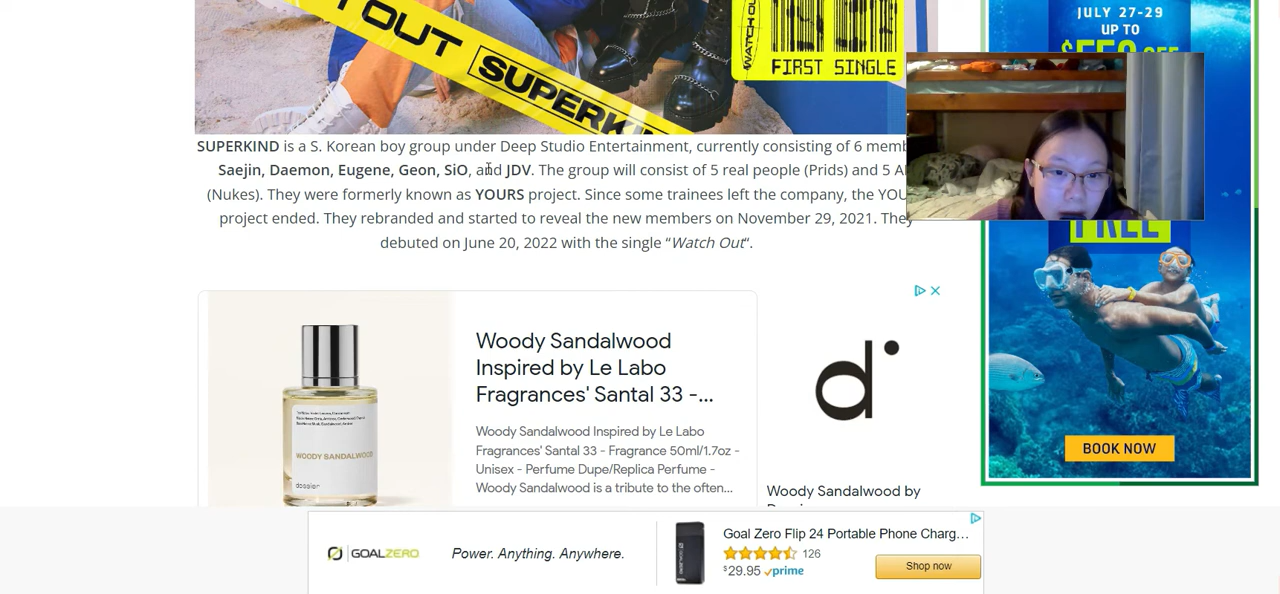 OUT
SUPERK
WATCH OUT
FIRST SINGLE
SUPERKIND is a S. Korean boy group under Deep Studio Entertainment, currently consisting of 6
Saejin, Daemon, Eugene, Geon, SiO, and JDV. The group will consist of 5 real people (Prids) and 5
(Nukes). They were formerly known as YOURS project. Since some trainees left the company, the
project ended. They rebranded and started to reveal the new members on November 29, 2021. They
debuted on June 20, 2022 with the single “Watch Out“.
JULY 27-29
UP TO
FREE
BOOK NOW
Woody Sandalwood
Inspired by Le Labo
Fragrances' Santal 33 -...
Woody Sandalwood Inspired by Le Labo
Fragrances' Santal 33 - Fragrance 50ml/1.7oz -
Unisex - Perfume Dupe/Replica Perfume -
Woody Sandalwood is a tribute to the often...
WOODY SANDALWOOD
dossier
d
Woody Sandalwood by
GOALZERO
Power. Anything. Anywhere.
Goal Zero Flip 24 Portable Phone Charg...
126
$29.95 prime
Shop now